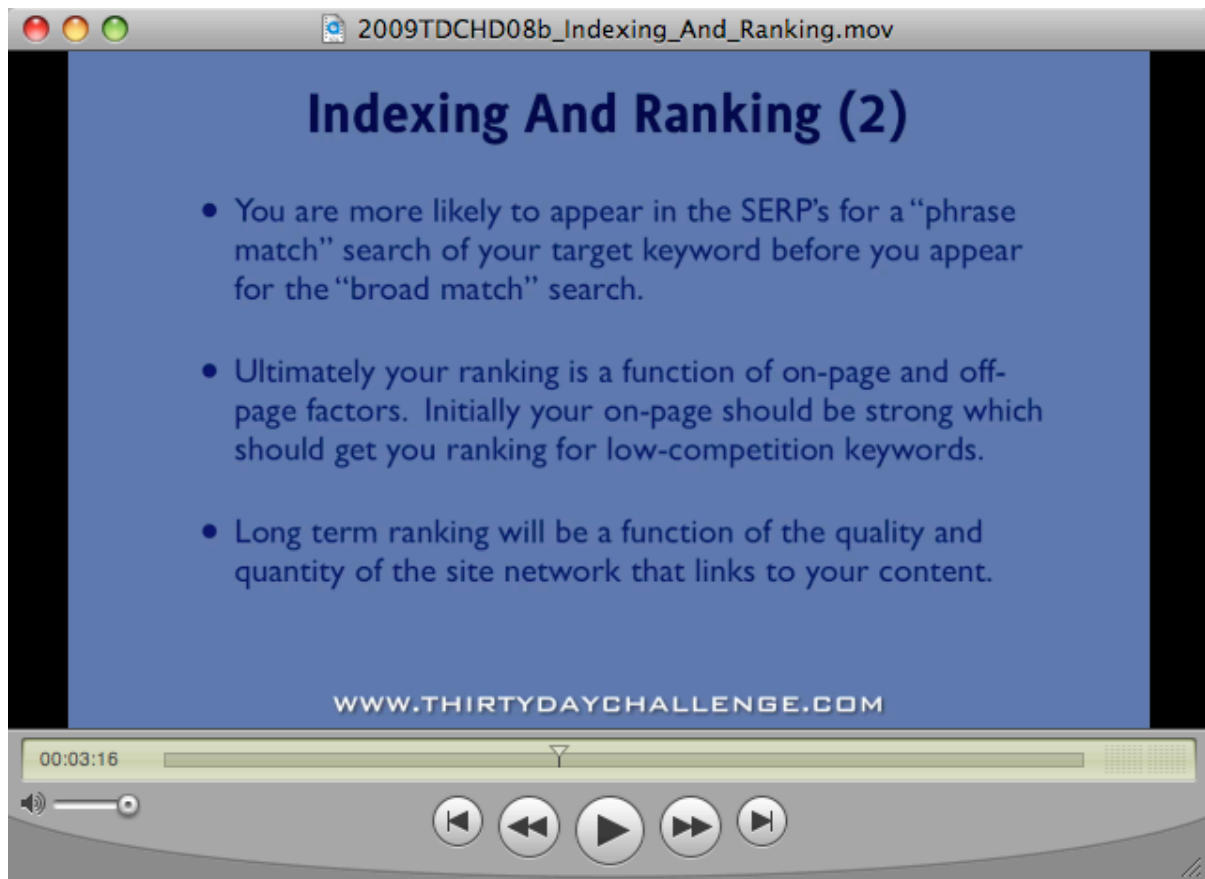 2009TDCHD08b_Indexing_And_Ranking.mov
Indexing And Ranking (2)
• You are more likely to appear in the SERP's for a “phrase
match” search of your target keyword before you appear
for the “broad match” search.
• Ultimately your ranking is a function of on-page and off-
page factors.  Initially your on-page should be strong which
should get you ranking for low-competition keywords.
• Long term ranking will be a function of the quality and
quantity of the site network that links to your content.
WWW.THIRTYDAYCHALLENGE.COM
00:03:16